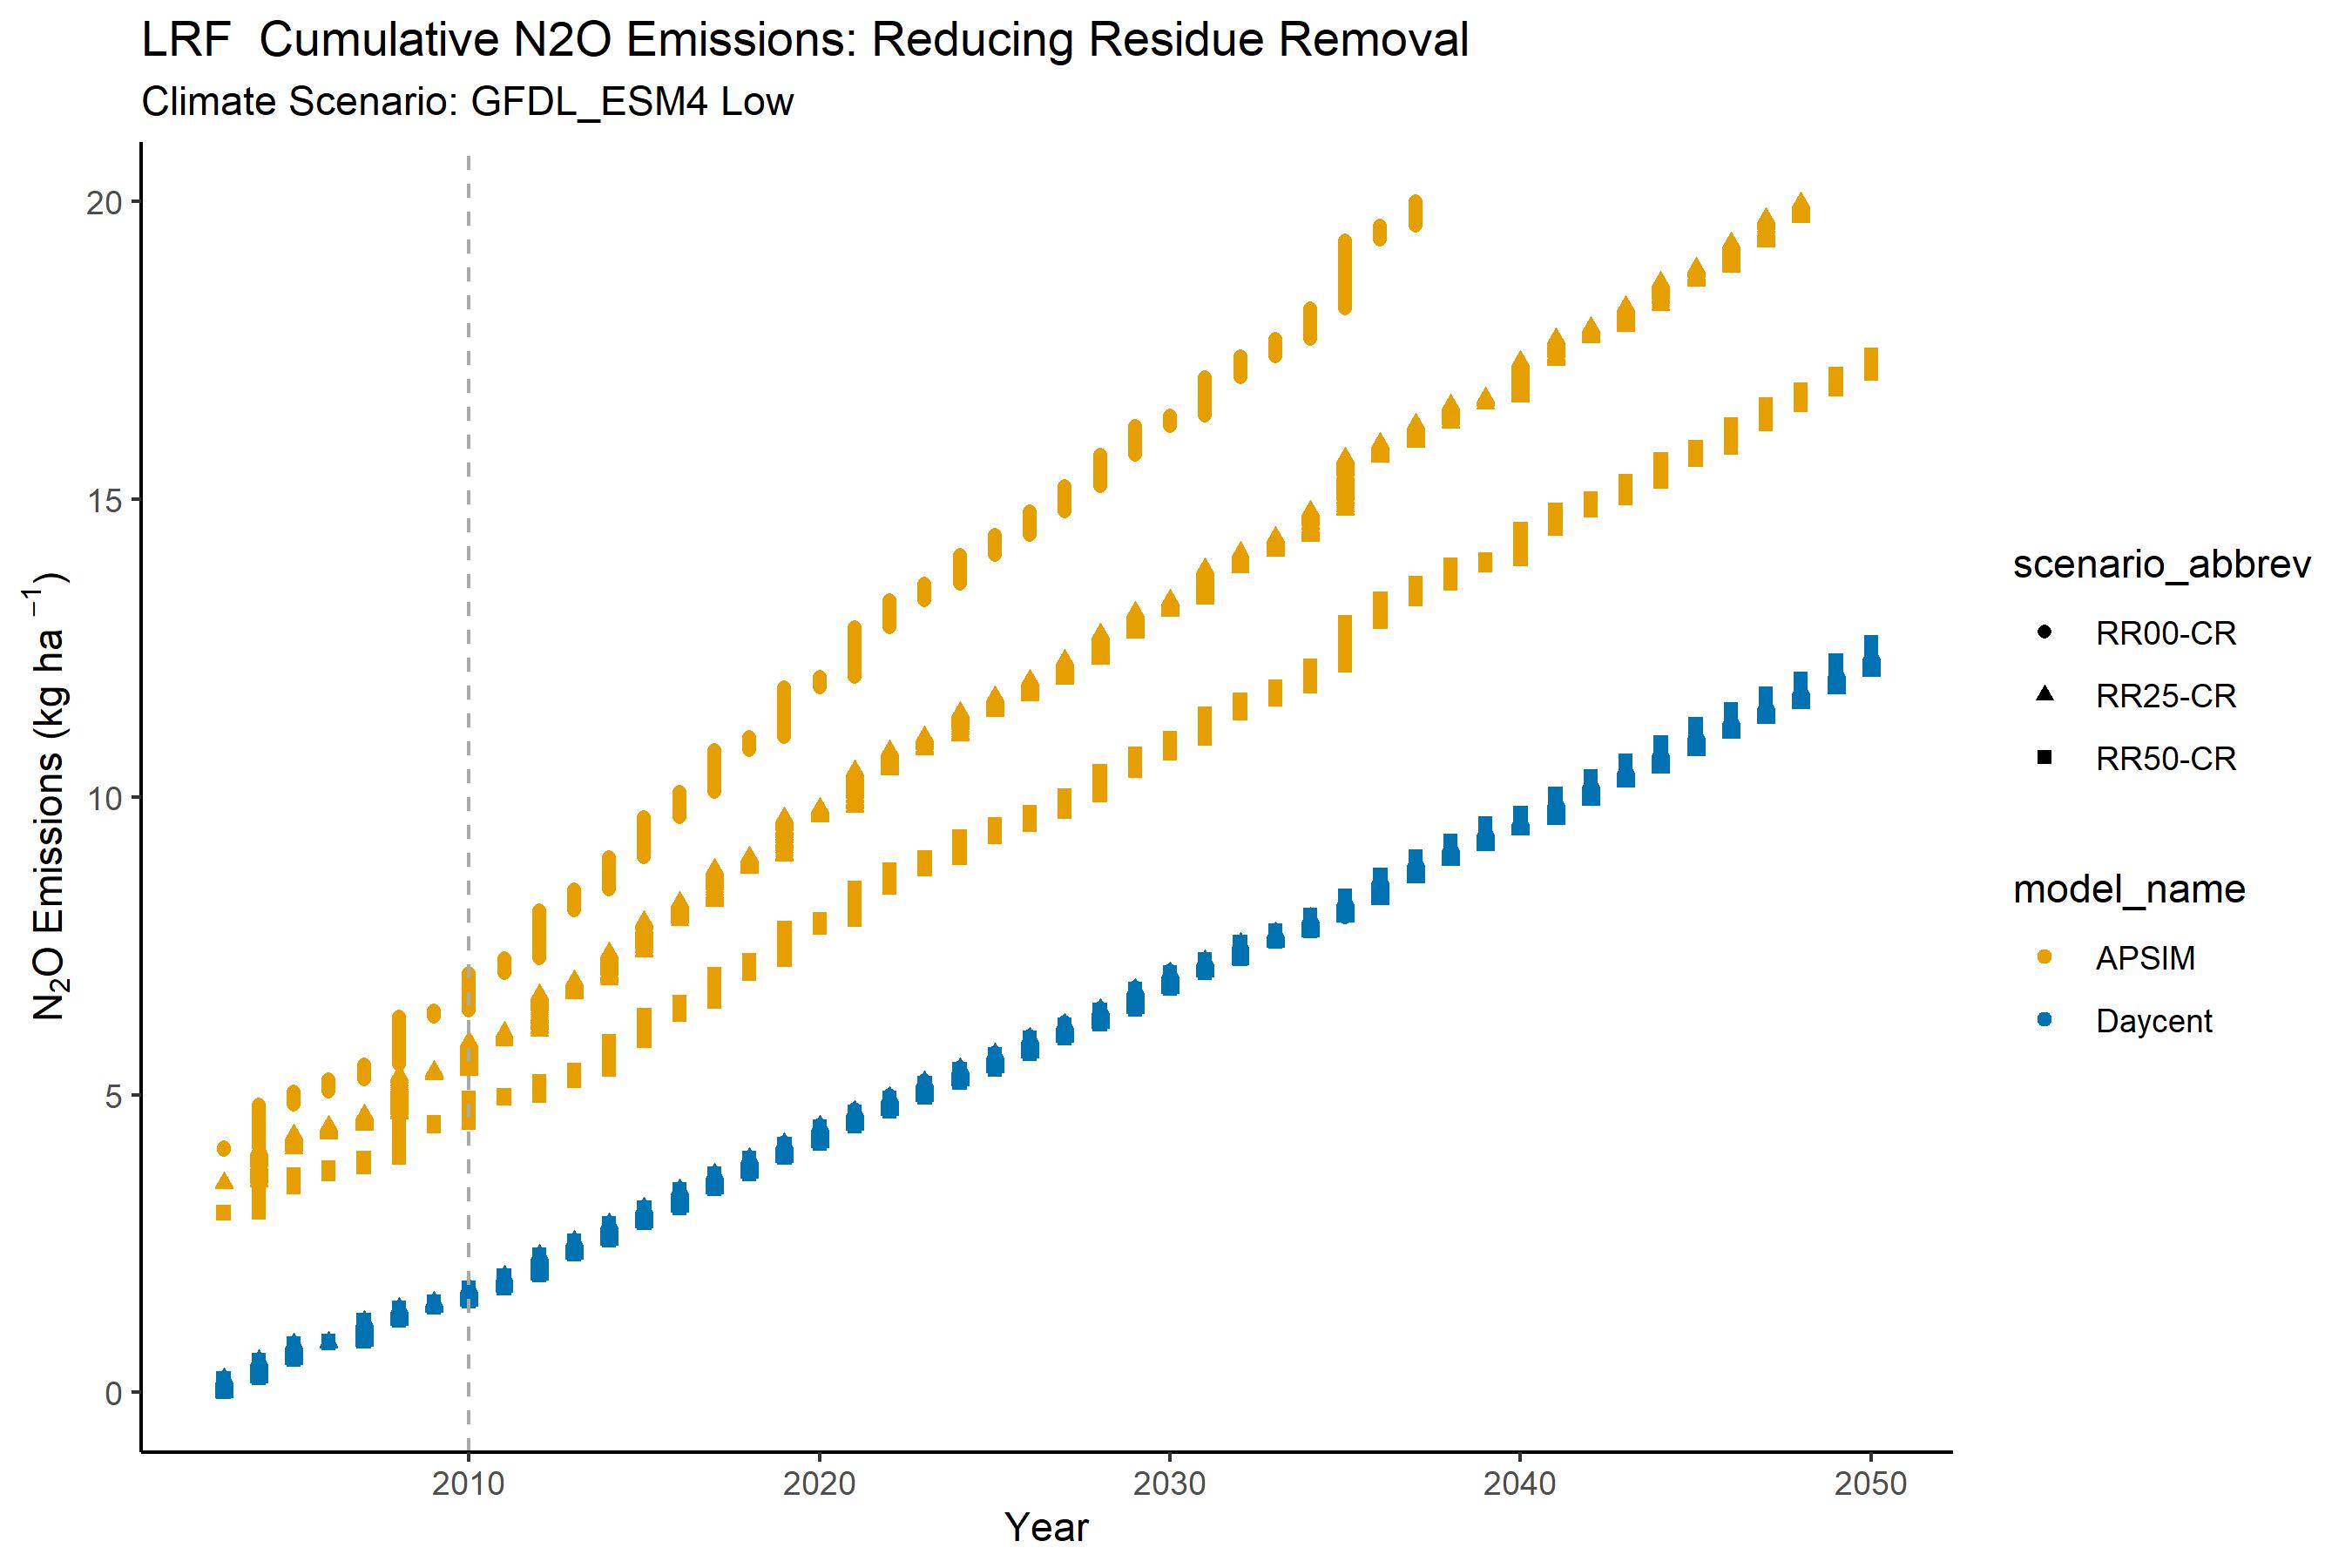 LRF  Cumulative N2O Emissions: Reducing Residue Removal
Climate Scenario: GFDL_ESM4 Low
N₂O Emissions (kg ha ⁻¹)
20
15
10
5
0
2010
2020
2030
2040
2050
Year
scenario_abbrev
RR00-CR
RR25-CR
RR50-CR
model_name
APSIM
Daycent